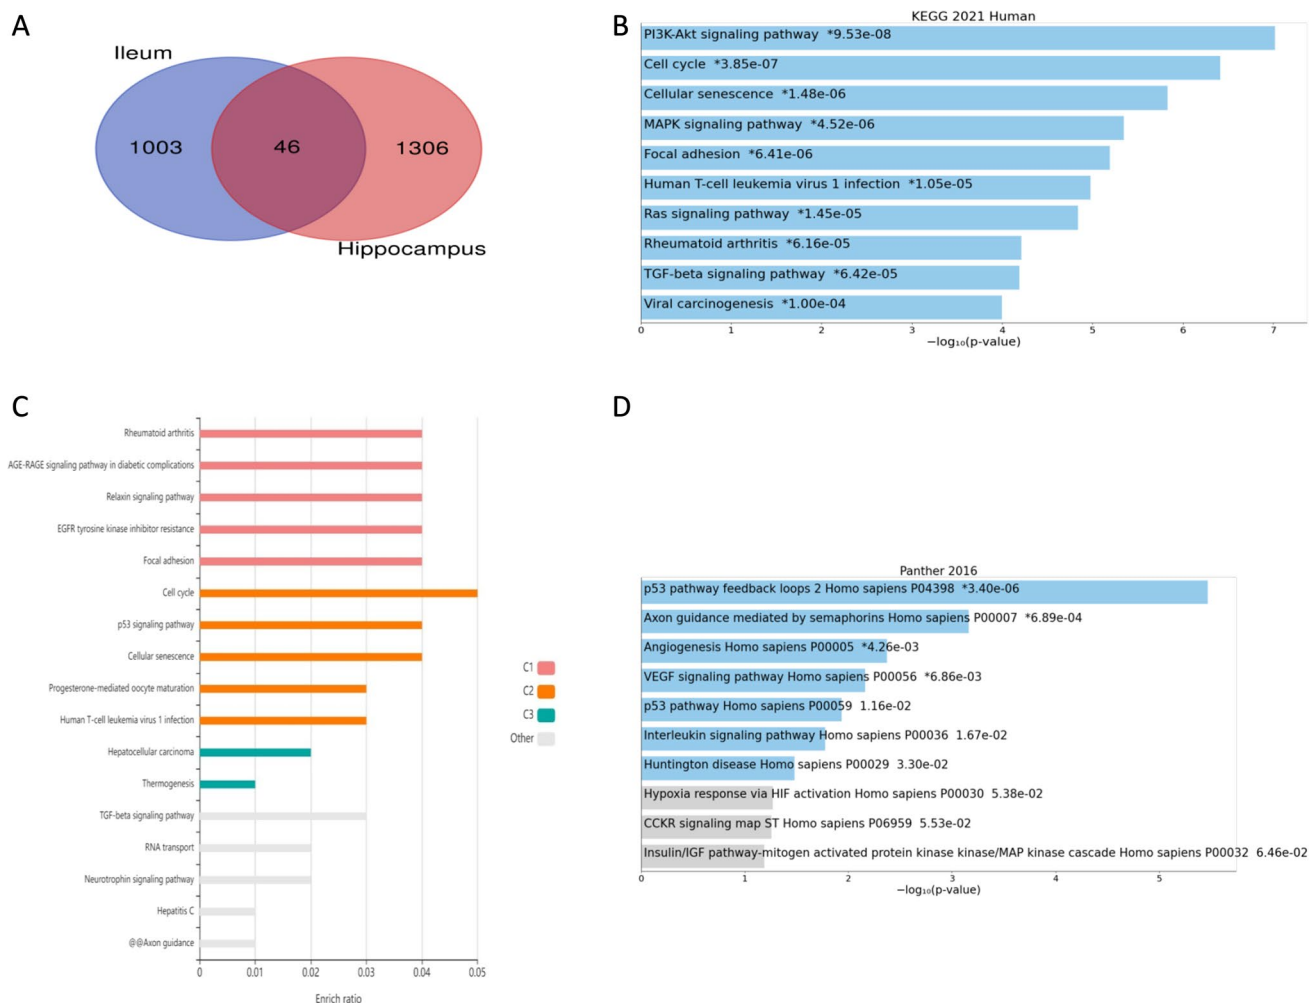 A
Ileum
1003
46
1306
Hippocampus
B
KEGG 2021 Human
PI3K-Akt signaling pathway *9.53e-08
Cell cycle *3.85e-07
Cellular senescence *1.48e-06
MAPK signaling pathway *4.52e-06
Focal adhesion *6.41e-06
Human T-cell leukemia virus 1 infection *1.05e-05
Ras signaling pathway *1.45e-05
Rheumatoid arthritis *6.16e-05
TGF-beta signaling pathway *6.42e-05
Viral carcinogenesis *1.00e-04
0 1 2 3 4 5 6 7
−log₁₀(p-value)
C
Rheumatoid arthritis
AGE-RAGE signaling pathway in diabetic complications
Relaxin signaling pathway
EGFR tyrosine kinase inhibitor resistance
Focal adhesion
Cell cycle
p53 signaling pathway
Cellular senescence
Progesterone-mediated oocyte maturation
Human T-cell leukemia virus 1 infection
Hepatocellular carcinoma
Thermogenesis
TGF-beta signaling pathway
RNA transport
Neurotrophin signaling pathway
Hepatitis C
@@Axon guidance
0 0.01 0.02 0.03 0.04 0.05
Enrich ratio
C1
C2
C3
Other
D
Panther 2016
p53 pathway feedback loops 2 Homo sapiens P04398 *3.40e-06
Axon guidance mediated by semaphorins Homo sapiens P00007 *6.89e-04
Angiogenesis Homo sapiens P00005 *4.26e-03
VEGF signaling pathway Homo sapiens P00056 *6.86e-03
p53 pathway Homo sapiens P00059 1.16e-02
Interleukin signaling pathway Homo sapiens P00036 1.67e-02
Huntington disease Homo sapiens P00029 3.30e-02
Hypoxia response via HIF activation Homo sapiens P00030 5.38e-02
CCKR signaling map ST Homo sapiens P06959 5.53e-02
Insulin/IGF pathway-mitogen activated protein kinase kinase/MAP kinase cascade Homo sapiens P00032 6.46e-02
0 1 2 3 4 5
−log₁₀(p-value)